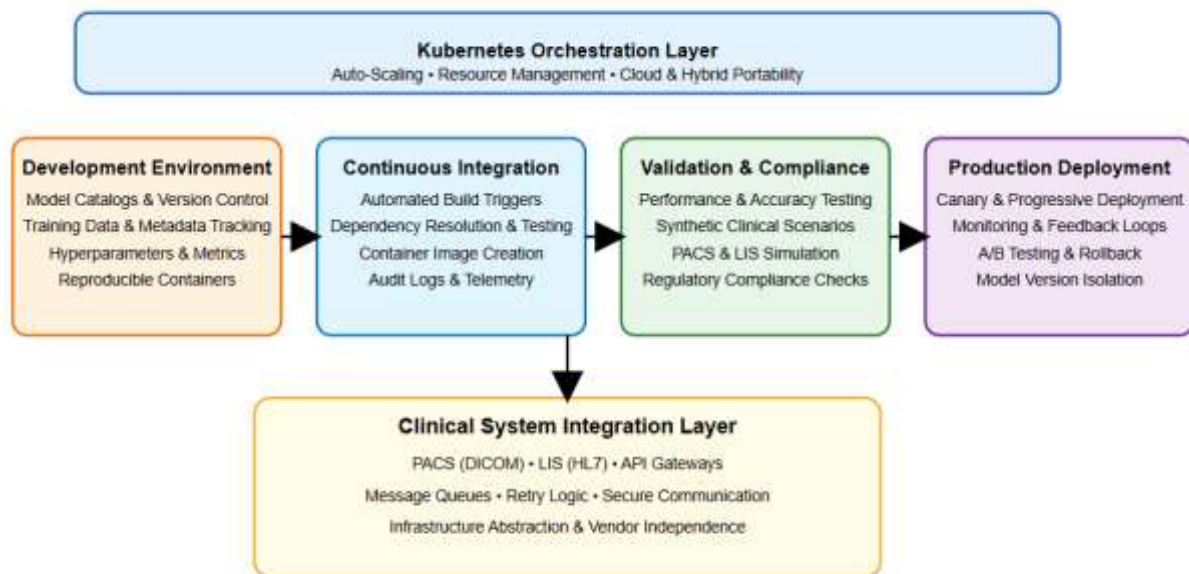 Kubernetes Orchestration Layer
Auto-Scaling • Resource Management • Cloud & Hybrid Portability
Development Environment
Model Catalogs & Version Control
Training Data & Metadata Tracking
Hyperparameters & Metrics
Reproducible Containers
Continuous Integration
Automated Build Triggers
Dependency Resolution & Testing
Container Image Creation
Audit Logs & Telemetry
Validation & Compliance
Performance & Accuracy Testing
Synthetic Clinical Scenarios
PACS & LIS Simulation
Regulatory Compliance Checks
Production Deployment
Canary & Progressive Deployment
Monitoring & Feedback Loops
A/B Testing & Rollback
Model Version Isolation
Clinical System Integration Layer
PACS (DICOM) • LIS (HL7) • API Gateways
Message Queues • Retry Logic • Secure Communication
Infrastructure Abstraction & Vendor Independence